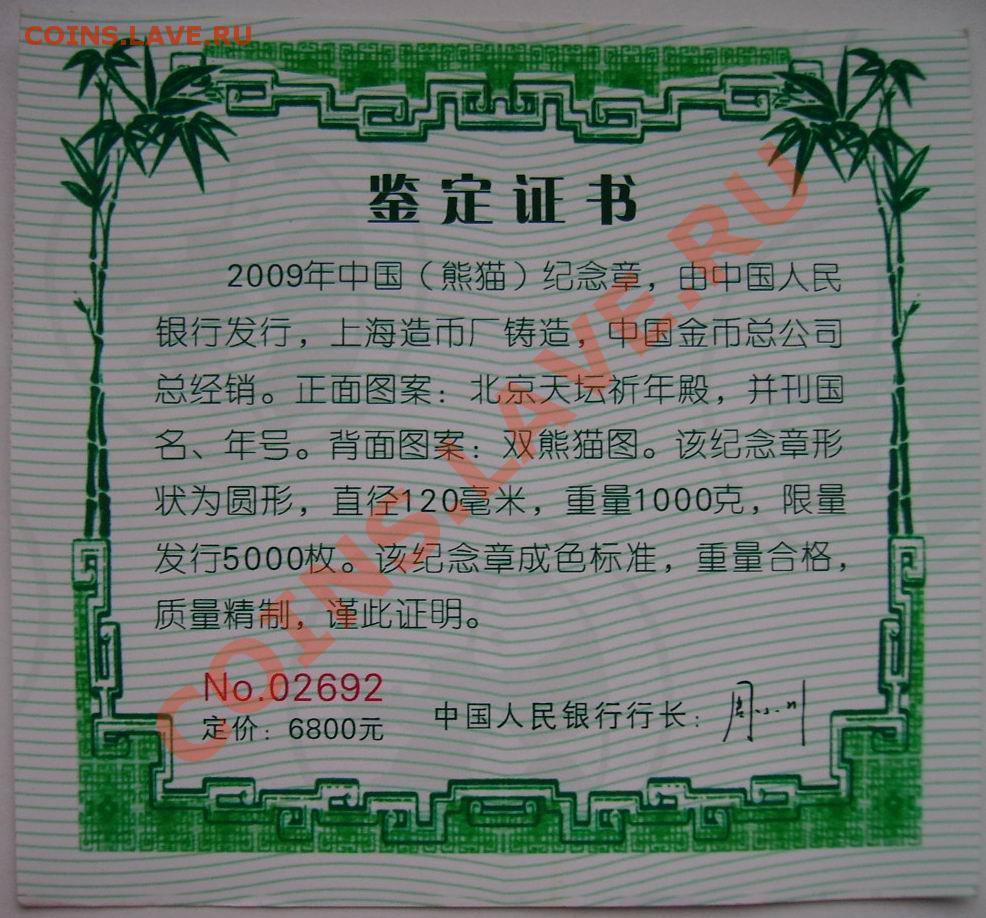 COINS.LAVE.RU
鉴定证书
2009年中国（熊猫）纪念章，由中国人民
银行发行，上海造币厂铸造，中国金币总公司
总经销。正面图案：北京天坛祈年殿，并刊国
名、年号。背面图案：双熊猫图。该纪念章形
状为圆形，直径120毫米，重量1000克，限量
发行5000枚。该纪念章成色标准，重量合格，
质量精制，谨此证明。
COINS.LAVE.RU
No.02692
定价：6800元
中国人民银行行长：周小川